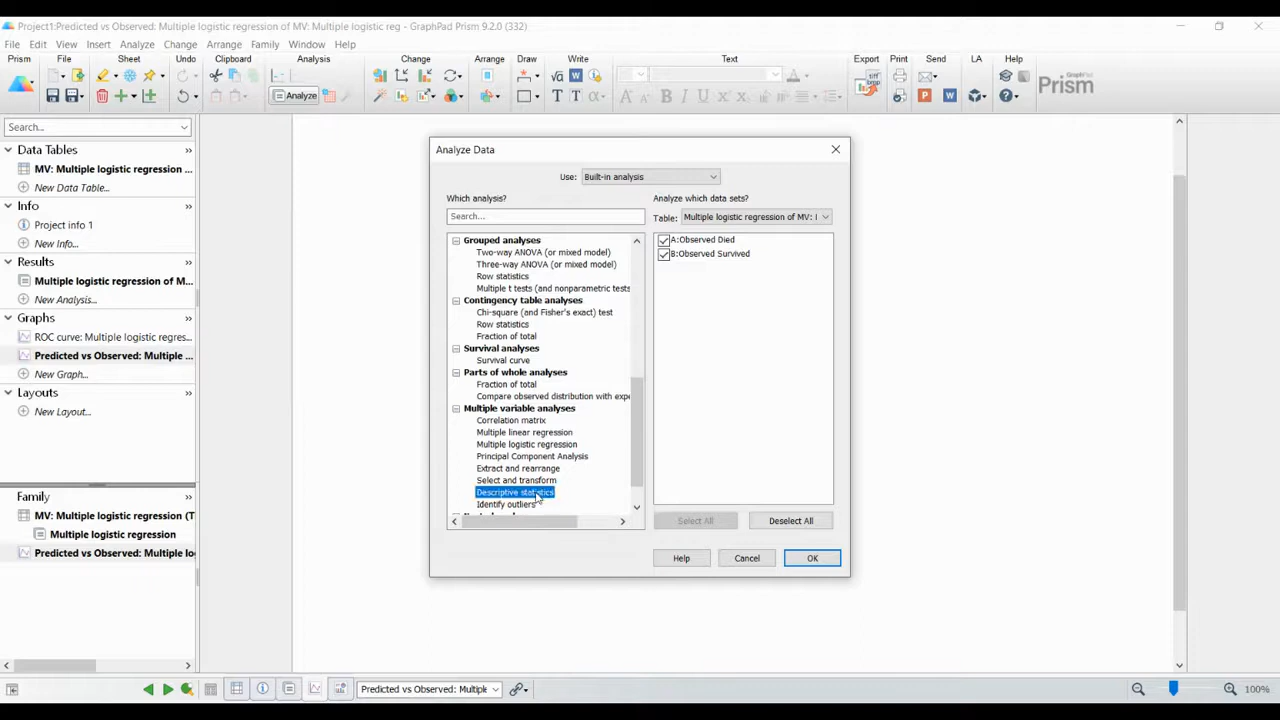 Project1:Predicted vs Observed: Multiple logistic regression of MV: Multiple logistic reg - GraphPad Prism 9.2.0 (332)
File Edit View Insert Analyze Change Arrange Family Window Help
Prism File Sheet Undo Clipboard Analysis Change Arrange Draw Write Text Export Print Send LA Help
Analyze
GraphPad
Prism
Search...
Data Tables
MV: Multiple logistic regression ...
New Data Table...
Info
Project info 1
New Info...
Results
Multiple logistic regression of M...
New Analysis...
Graphs
ROC curve: Multiple logistic regres...
Predicted vs Observed: Multiple ...
New Graph...
Layouts
New Layout...
Family
MV: Multiple logistic regression (T
Multiple logistic regression
Predicted vs Observed: Multiple lo
Analyze Data
Use: Built-in analysis
Which analysis?
Search...
Grouped analyses
Two-way ANOVA (or mixed model)
Three-way ANOVA (or mixed model)
Row statistics
Multiple t tests (and nonparametric tests
Contingency table analyses
Chi-square (and Fisher's exact) test
Row statistics
Fraction of total
Survival analyses
Survival curve
Parts of whole analyses
Fraction of total
Compare observed distribution with expe
Multiple variable analyses
Correlation matrix
Multiple linear regression
Multiple logistic regression
Principal Component Analysis
Extract and rearrange
Select and transform
Descriptive statistics
Identify outliers
Analyze which data sets?
Table: Multiple logistic regression of MV: I
A:Observed Died
B:Observed Survived
Select All Deselect All
Help Cancel OK
Predicted vs Observed: Multiple
100%